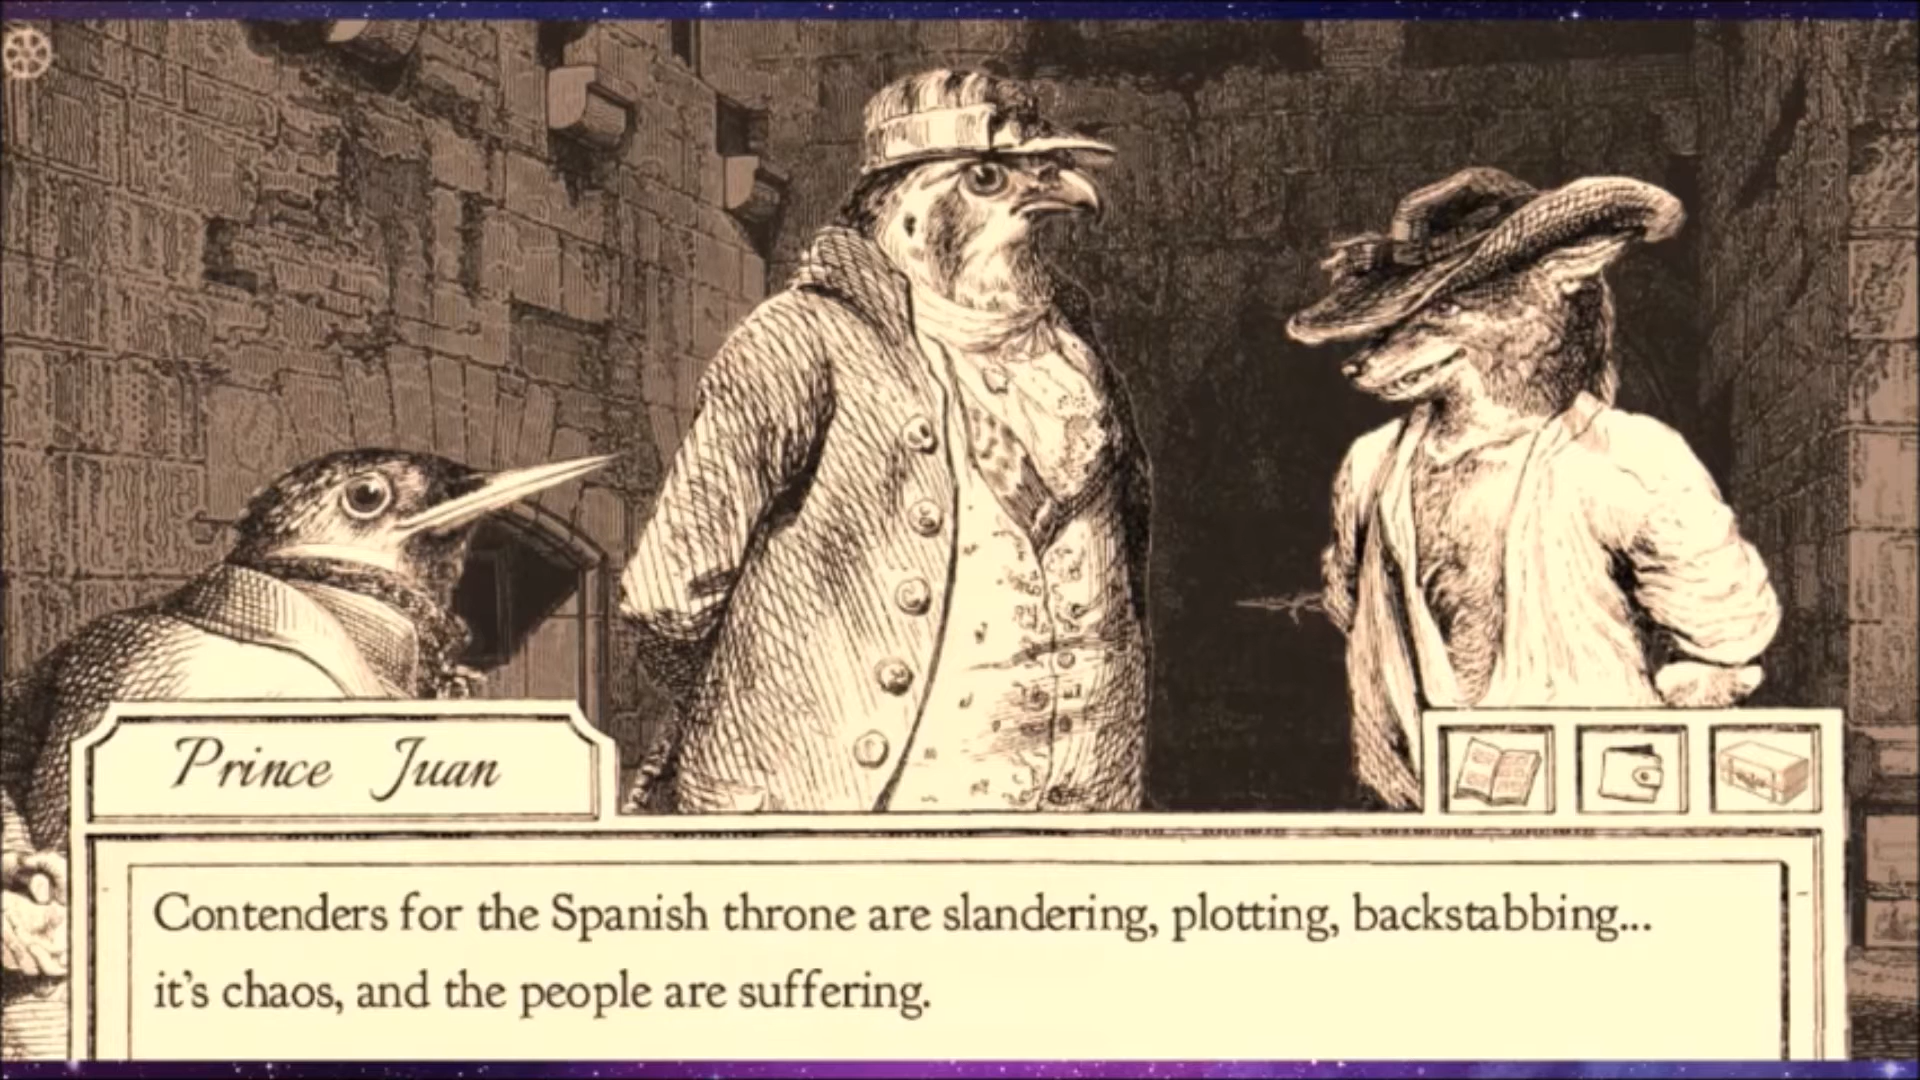 Prince Juan
Contenders for the Spanish throne are slandering, plotting, backstabbing...
it's chaos, and the people are suffering.